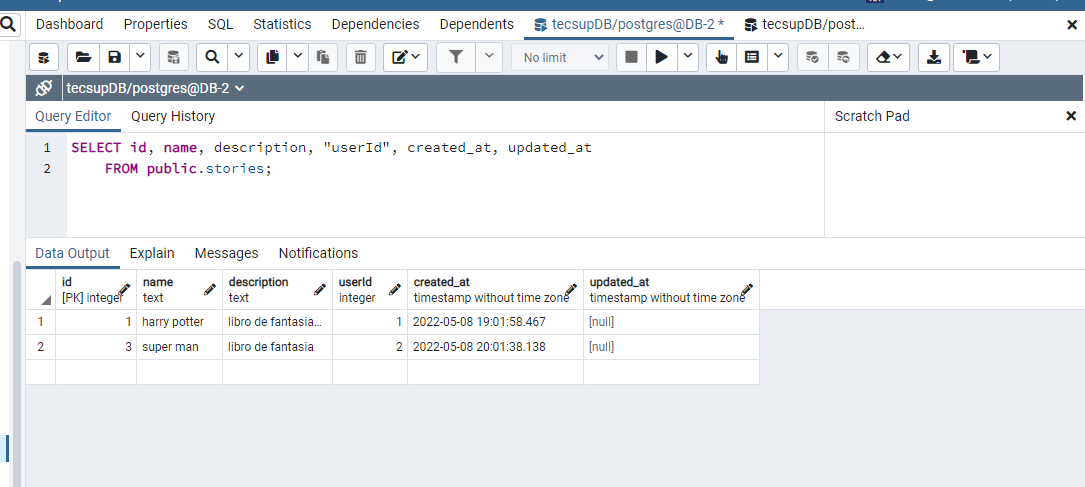 Dashboard Properties SQL Statistics Dependencies Dependents tecsupDB/postgres@DB-2 * tecsupDB/post...
No limit
tecsupDB/postgres@DB-2
Query Editor Query History Scratch Pad
1 SELECT id, name, description, "userId", created_at, updated_at
2 FROM public.stories;
Data Output Explain Messages Notifications
id name description userId created_at updated_at
[PK] integer text text integer timestamp without time zone timestamp without time zone
1 1 harry potter libro de fantasia... 1 2022-05-08 19:01:58.467 [null]
2 3 super man libro de fantasia 2 2022-05-08 20:01:38.138 [null]